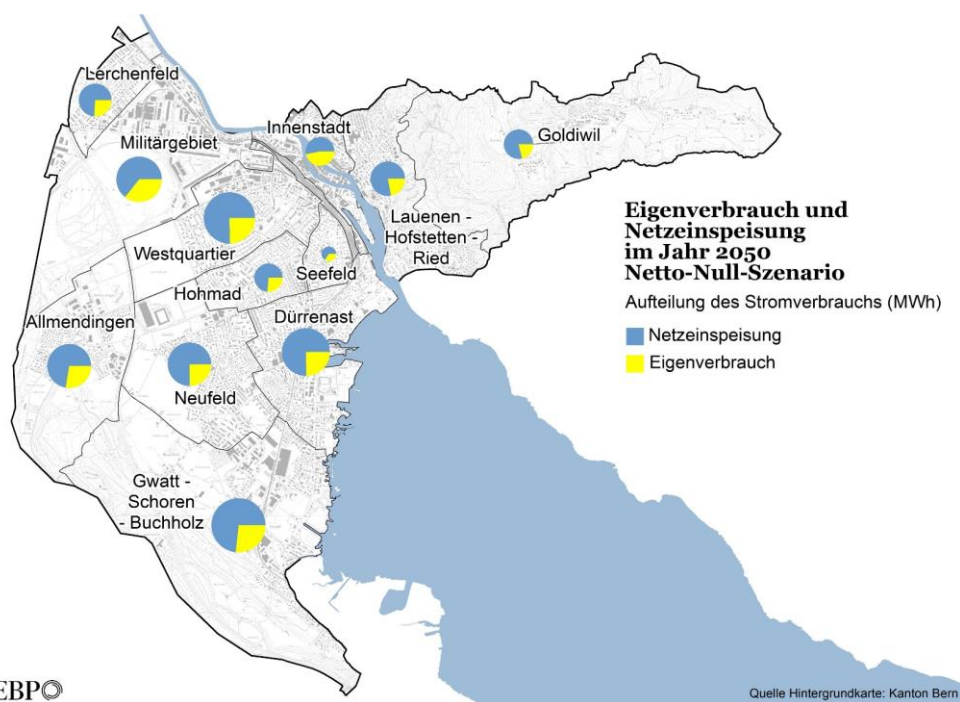 Lerchenfeld
Militärgebiet
Innenstadt
Goldiwil
Westquartier
Lauenen -
Hofstetten -
Ried
Seefeld
Hohmad
Allmendingen
Dürrenast
Neufeld
Gwatt -
Schoren
- Buchholz
Eigenverbrauch und
Netzeinspeisung
im Jahr 2050
Netto-Null-Szenario
Aufteilung des Stromverbrauchs (MWh)
Netzeinspeisung
Eigenverbrauch
EBP
Quelle Hintergrundkarte: Kanton Bern